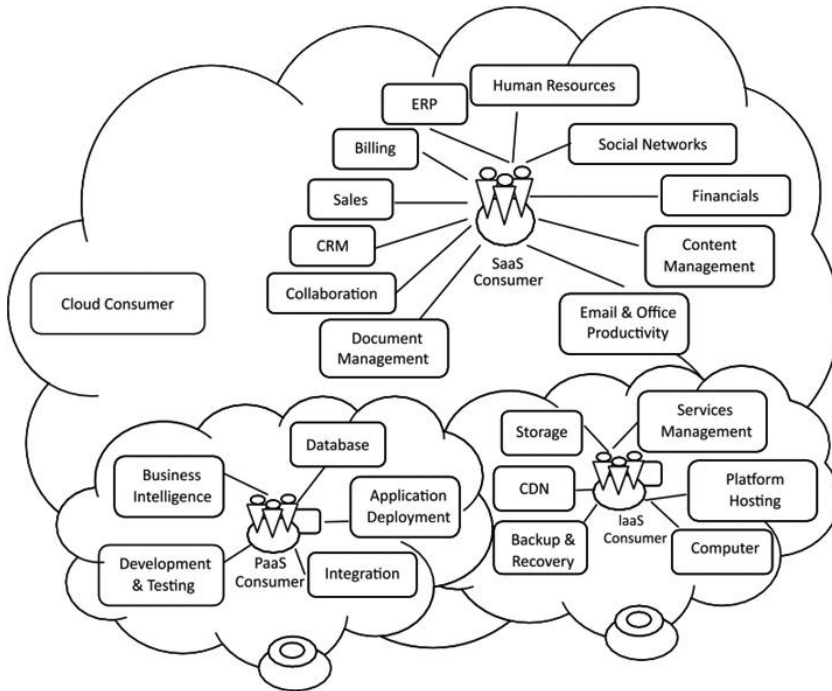 Human Resources
ERP
Social Networks
Billing
Sales
Financials
CRM
Content
Management
SaaS
Consumer
Collaboration
Cloud Consumer
Email & Office
Productivity
Document
Management
Services
Management
Storage
Database
Business
Intelligence
Application
Deployment
CDN
Platform
Hosting
IaaS
Consumer
Backup &
Recovery
Computer
Development
& Testing
PaaS
Consumer
Integration